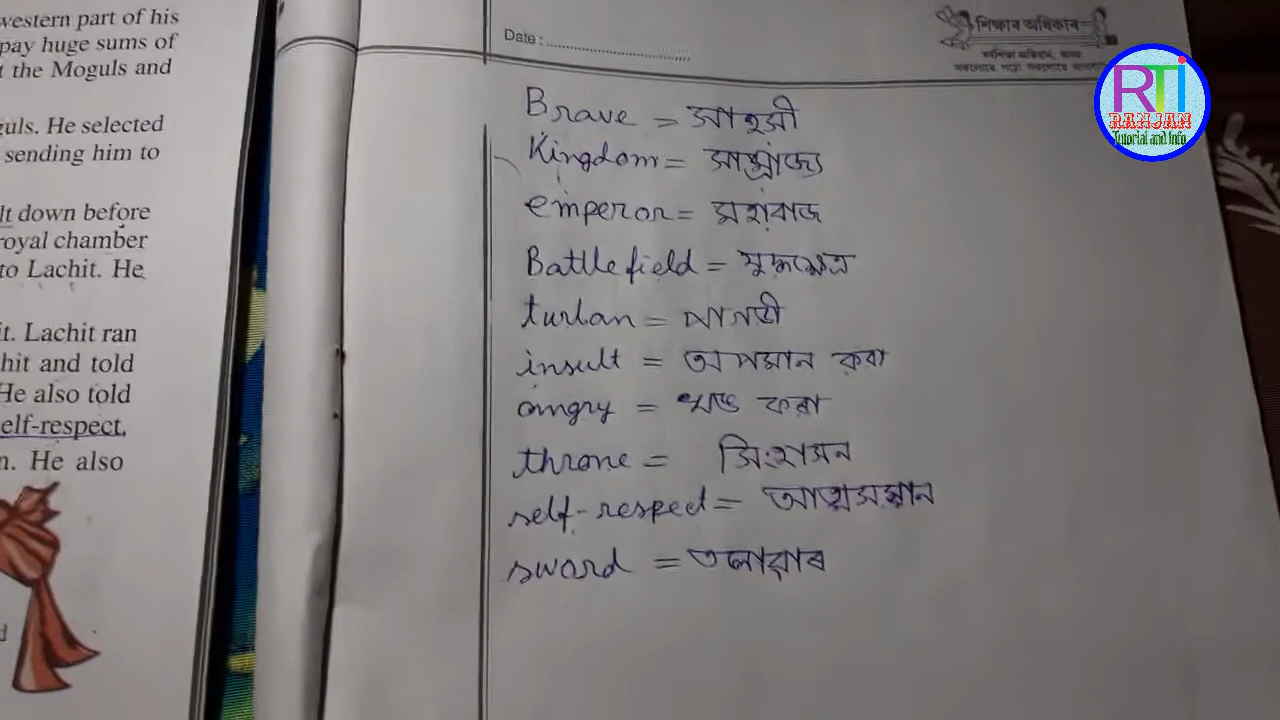 western part of his
pay huge sums of
t the Moguls and
guls. He selected
sending him to
lt down before
royal chamber
to Lachit. He
it. Lachit ran
hit and told
He also told
elf-respect.
n. He also
d
Date :
শিক্ষাৰ অধিকাৰ
RTi
RANJAN
Tutorial and Info
Brave = সাহসী
Kingdom = সাম্ৰাজ্য
emperor = মহাৰাজ
Battlefield = যুদ্ধক্ষেত্ৰ
turban = পাগুৰী
insult = অপমান কৰা
angry = খং কৰা
throne = সিংহাসন
self-respect = আত্মসন্মান
sword = তলোৱাৰ